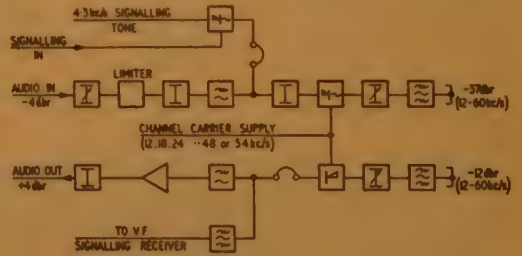 4·3kc/s SIGNALLING
TONE
SIGNALLING
IN
LIMITER
AUDIO IN
-4dbr
-37dbr
(12-60kc/s)
CHANNEL CARRIER SUPPLY
(12.18.24 ··48 or 54kc/s)
AUDIO OUT
+4dbr
-12dbr
(12-60kc/s)
TO V.F
SIGNALLING RECEIVER